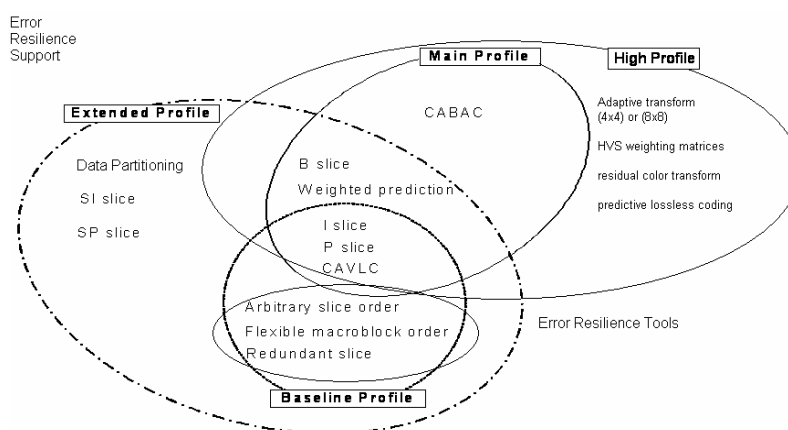 Error
Resilience
Support
Main Profile
High Profile
Extended Profile
CABAC
Adaptive transform
(4x4) or (8x8)
HVS weighting matrices
residual color transform
predictive lossless coding
Data Partitioning
SI slice
SP slice
B slice
Weighted prediction
I slice
P slice
CAVLC
Arbitrary slice order
Flexible macroblock order
Redundant slice
Error Resilience Tools
Baseline Profile